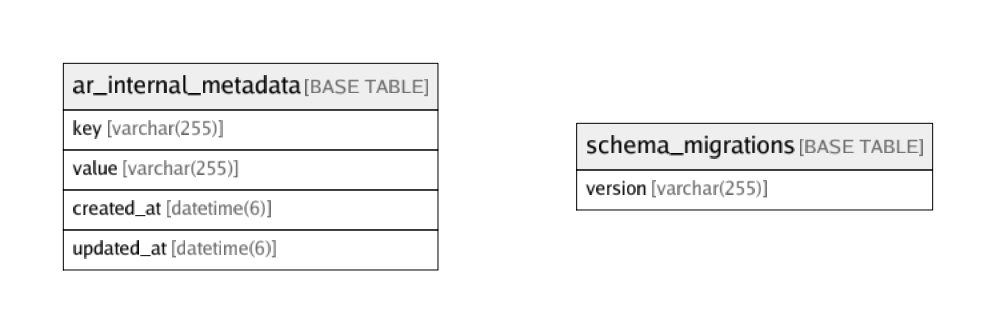 ar_internal_metadata [BASE TABLE]
key [varchar(255)]
value [varchar(255)]
created_at [datetime(6)]
updated_at [datetime(6)]
schema_migrations [BASE TABLE]
version [varchar(255)]